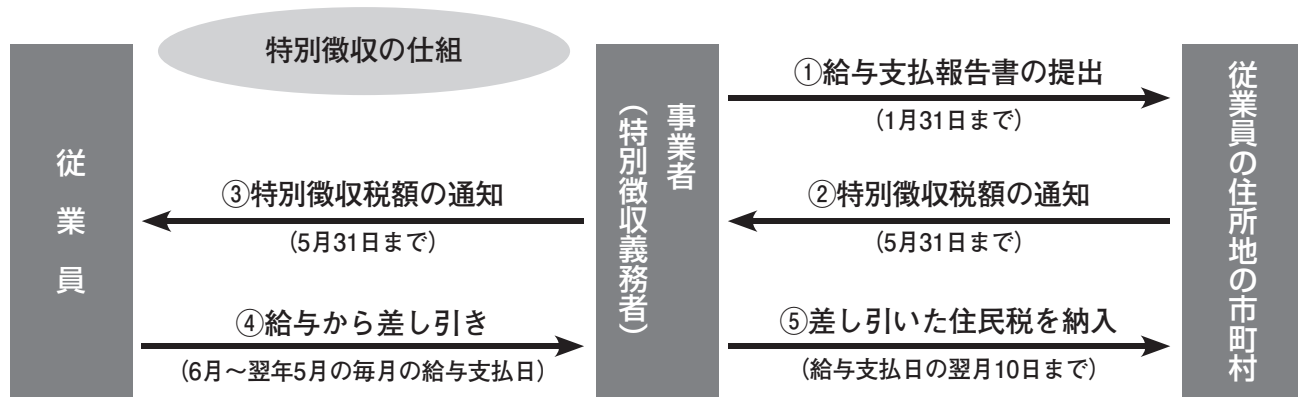 特別徴収の仕組
従業員
事業者
（特別徴収義務者）
従業員の住所地の市町村
①給与支払報告書の提出
（1月31日まで）
②特別徴収税額の通知
（5月31日まで）
③特別徴収税額の通知
（5月31日まで）
④給与から差し引き
（6月～翌年5月の毎月の給与支払日）
⑤差し引いた住民税を納入
（給与支払日の翌月10日まで）